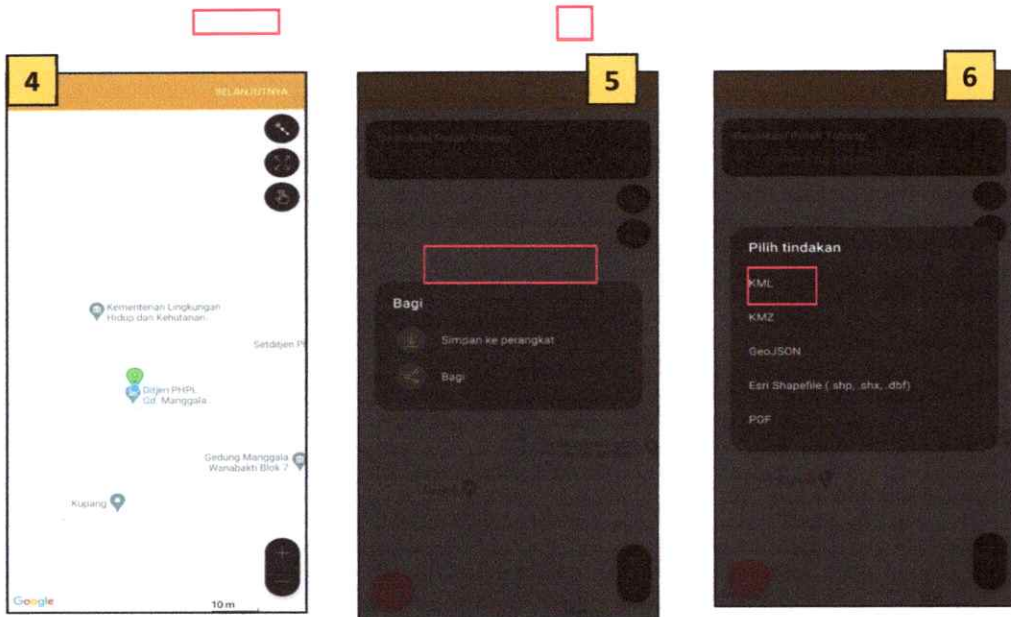 4
SELANJUTNYA
Kementerian Lingkungan
Hidup dan Kehutanan
Setditjen P
Ditjen PHPL
Gd. Manggala
Gedung Manggala
Wanabakti Blok 7
Kupang
Google
10 m
5
Bagi
Simpan ke perangkat
Bagi
6
Pilih tindakan
KML
KMZ
GeoJSON
Esri Shapefile (.shp, .shx, .dbf)
PDF